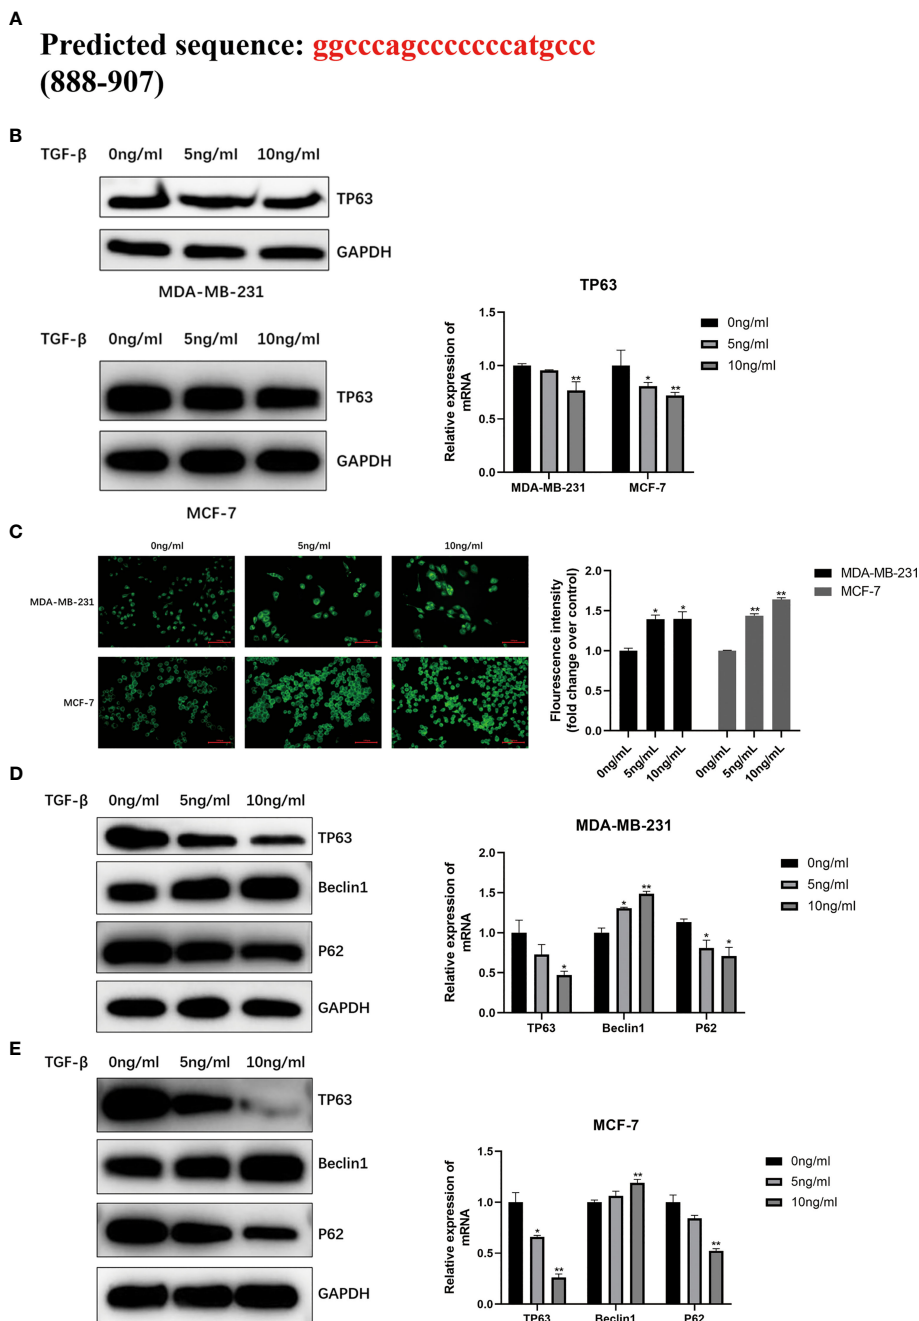 A
Predicted sequence: ggcccagcccccccatgccc
(888-907)
B
TGF-β 0ng/ml 5ng/ml 10ng/ml
TP63
GAPDH
MDA-MB-231
TGF-β 0ng/ml 5ng/ml 10ng/ml
TP63
GAPDH
MCF-7
TP63
Relative expression of
mRNA
1.5
1.0
0.5
0.0
** * **
MDA-MB-231 MCF-7
0ng/ml
5ng/ml
10ng/ml
C
0ng/ml 5ng/ml 10ng/ml
MDA-MB-231
MCF-7
Flourescence intensity
(fold change over control)
2.0
1.5
1.0
0.5
0.0
* * ** **
0ng/mL 5ng/mL 10ng/mL 0ng/mL 5ng/mL 10ng/mL
MDA-MB-231
MCF-7
D
TGF-β 0ng/ml 5ng/ml 10ng/ml
TP63
Beclin1
P62
GAPDH
MDA-MB-231
Relative expression of
mRNA
2.0
1.5
1.0
0.5
0.0
* * ** * *
TP63 Beclin1 P62
0ng/ml
5ng/ml
10ng/ml
E
TGF-β 0ng/ml 5ng/ml 10ng/ml
TP63
Beclin1
P62
GAPDH
MCF-7
Relative expression of
mRNA
1.5
1.0
0.5
0.0
* ** ** **
TP63 Beclin1 P62
0ng/ml
5ng/ml
10ng/ml